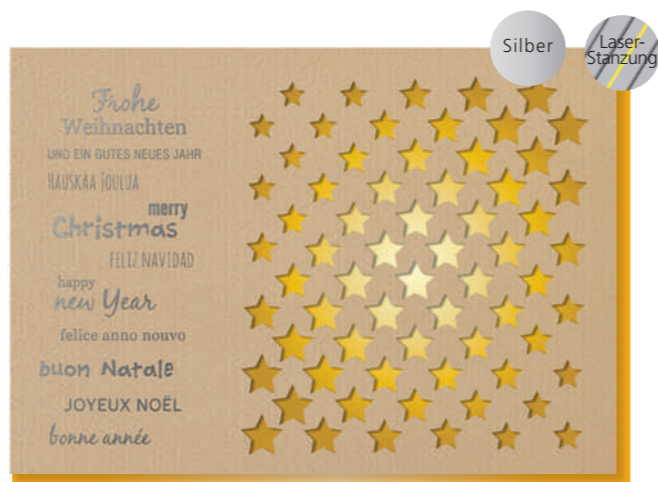 Silber
Laser-
Stanzung
Frohe
Weihnachten
UND EIN GUTES NEUES JAHR
HAUSKAA JOULUA
merry
Christmas
FELIZ NAVIDAD
happy
new Year
felice anno nouvo
buon Natale
JOYEUX NOËL
bonne année